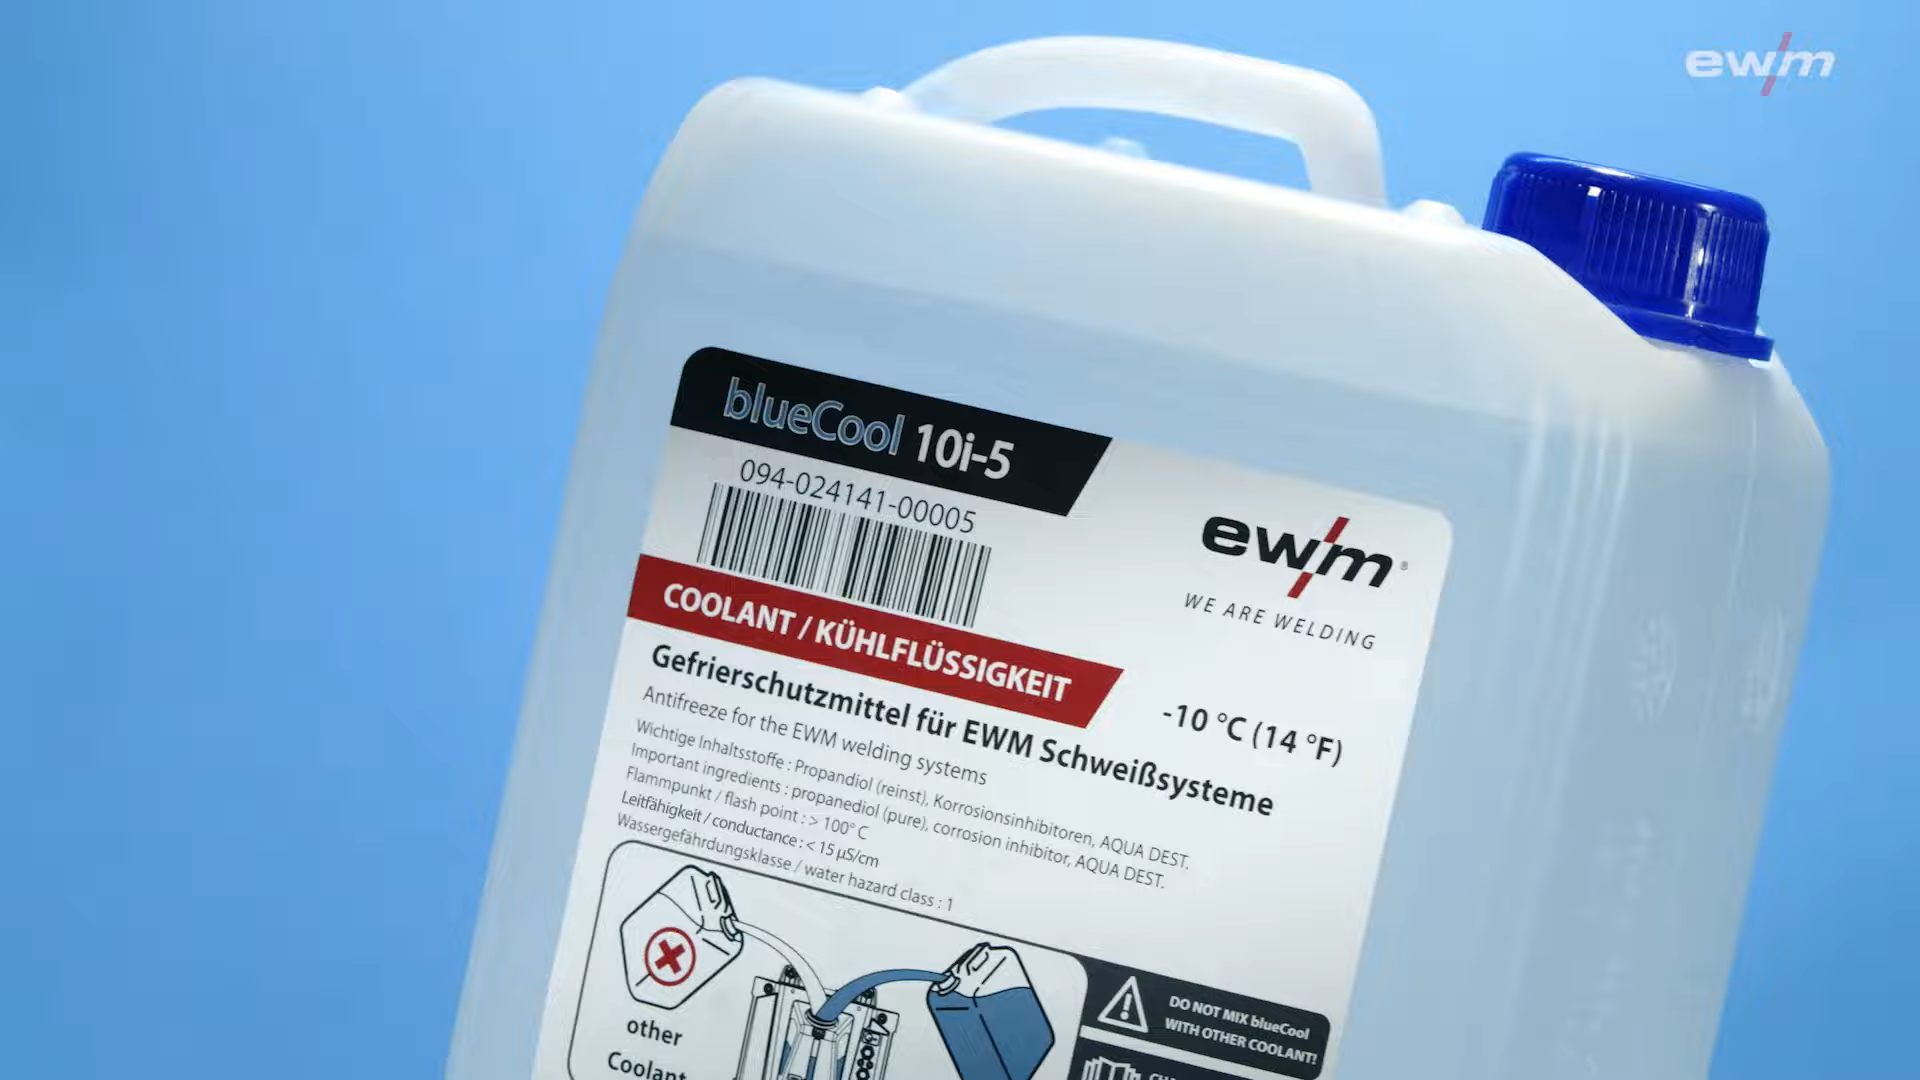 ewm
blueCool 10i-5
094-024141-00005
ewm®
WE ARE WELDING
COOLANT / KÜHLFLÜSSIGKEIT
-10 °C (14 °F)
Gefrierschutzmittel für EWM Schweißsysteme
Antifreeze for the EWM welding systems
Wichtige Inhaltsstoffe : Propandiol (reinst), Korrosionsinhibitoren, AQUA DEST.
Important ingredients : propanediol (pure), corrosion inhibitor, AQUA DEST.
Flammpunkt / flash point : > 100° C
Leitfähigkeit / conductance : < 15 µS/cm
Wassergefährdungsklasse / water hazard class : 1
other
Coolant
DO NOT MIX blueCool
WITH OTHER COOLANT!